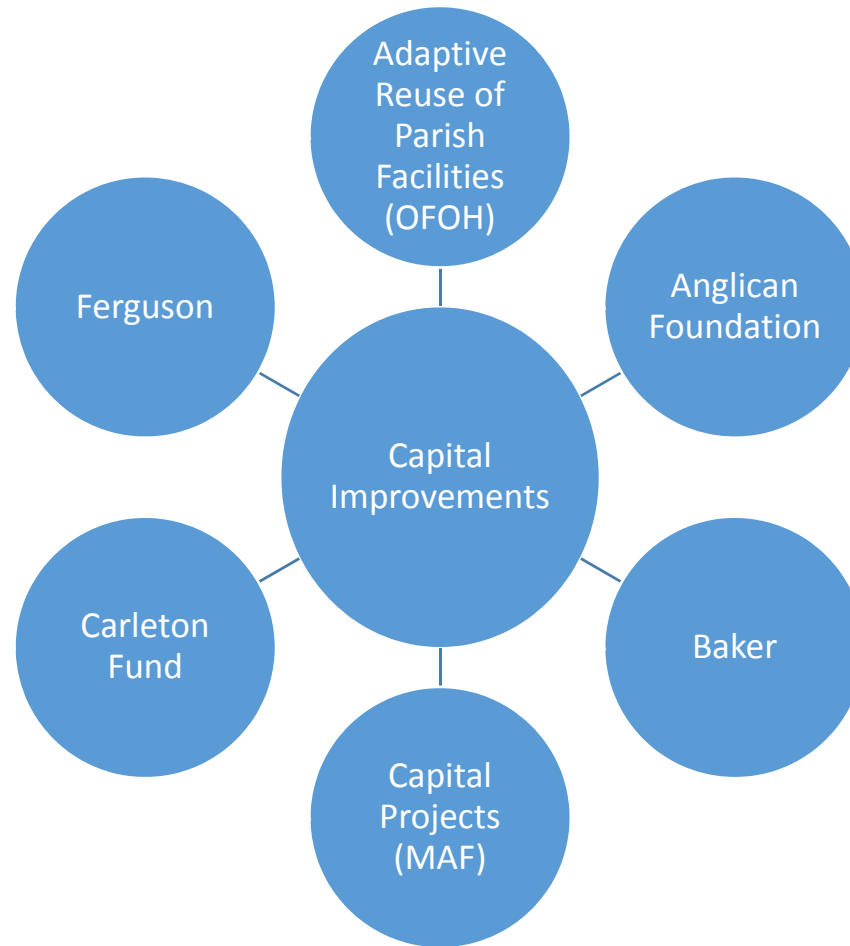 Adaptive
Reuse of
Parish
Facilities
(OFOH)
Ferguson
Anglican
Foundation
Capital
Improvements
Carleton
Fund
Baker
Capital
Projects
(MAF)